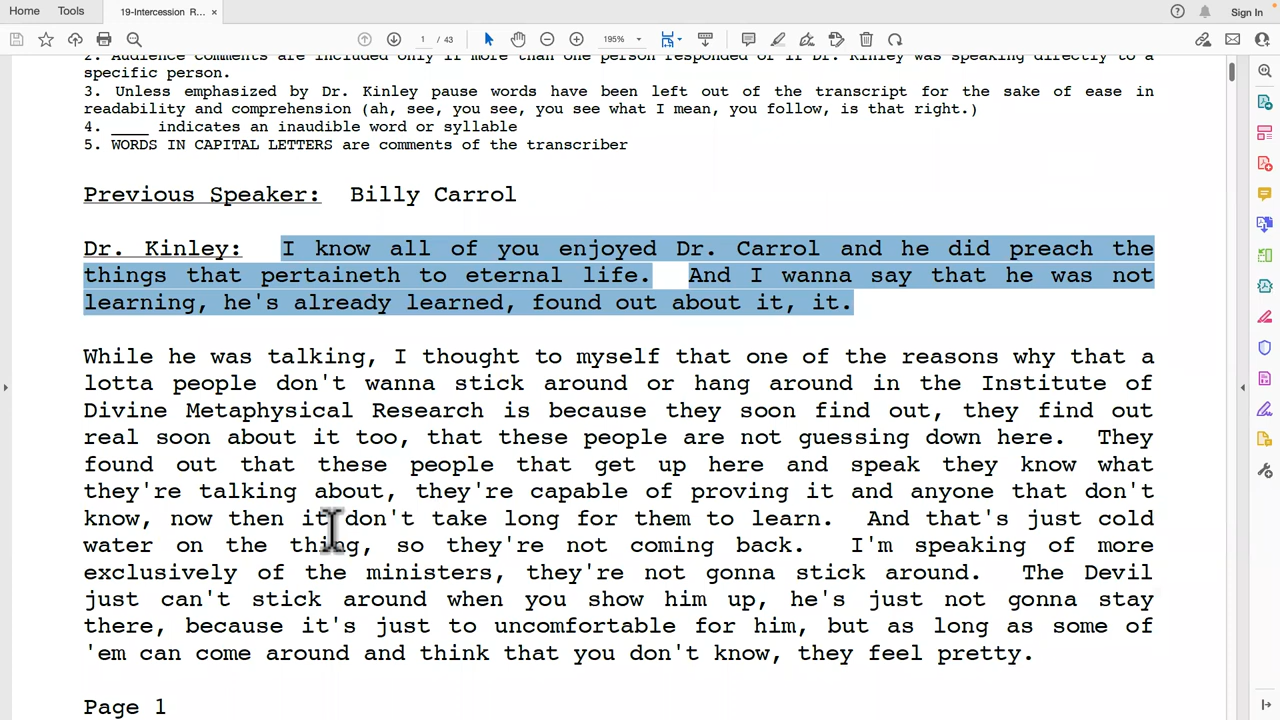 Home Tools 19-Intercession R... × Sign In
1 / 43 195%
2. Audience comments are included only if more than one person responded or if Dr. Kinley was speaking directly to a
specific person.
3. Unless emphasized by Dr. Kinley pause words have been left out of the transcript for the sake of ease in
readability and comprehension (ah, see, you see, you see what I mean, you follow, is that right.)
4. ____ indicates an inaudible word or syllable
5. WORDS IN CAPITAL LETTERS are comments of the transcriber
Previous Speaker: Billy Carrol
Dr. Kinley: I know all of you enjoyed Dr. Carrol and he did preach the
things that pertaineth to eternal life. And I wanna say that he was not
learning, he's already learned, found out about it, it.
While he was talking, I thought to myself that one of the reasons why that a
lotta people don't wanna stick around or hang around in the Institute of
Divine Metaphysical Research is because they soon find out, they find out
real soon about it too, that these people are not guessing down here. They
found out that these people that get up here and speak they know what
they're talking about, they're capable of proving it and anyone that don't
know, now then it don't take long for them to learn. And that's just cold
water on the thing, so they're not coming back. I'm speaking of more
exclusively of the ministers, they're not gonna stick around. The Devil
just can't stick around when you show him up, he's just not gonna stay
there, because it's just to uncomfortable for him, but as long as some of
'em can come around and think that you don't know, they feel pretty.
Page 1